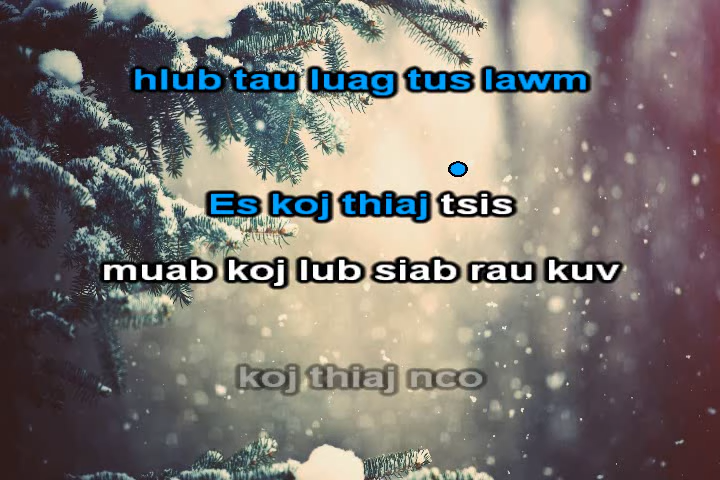 hlub tau luag tus lawm
Es koj thiaj tsis
muab koj lub siab rau kuv
koj thiaj nco